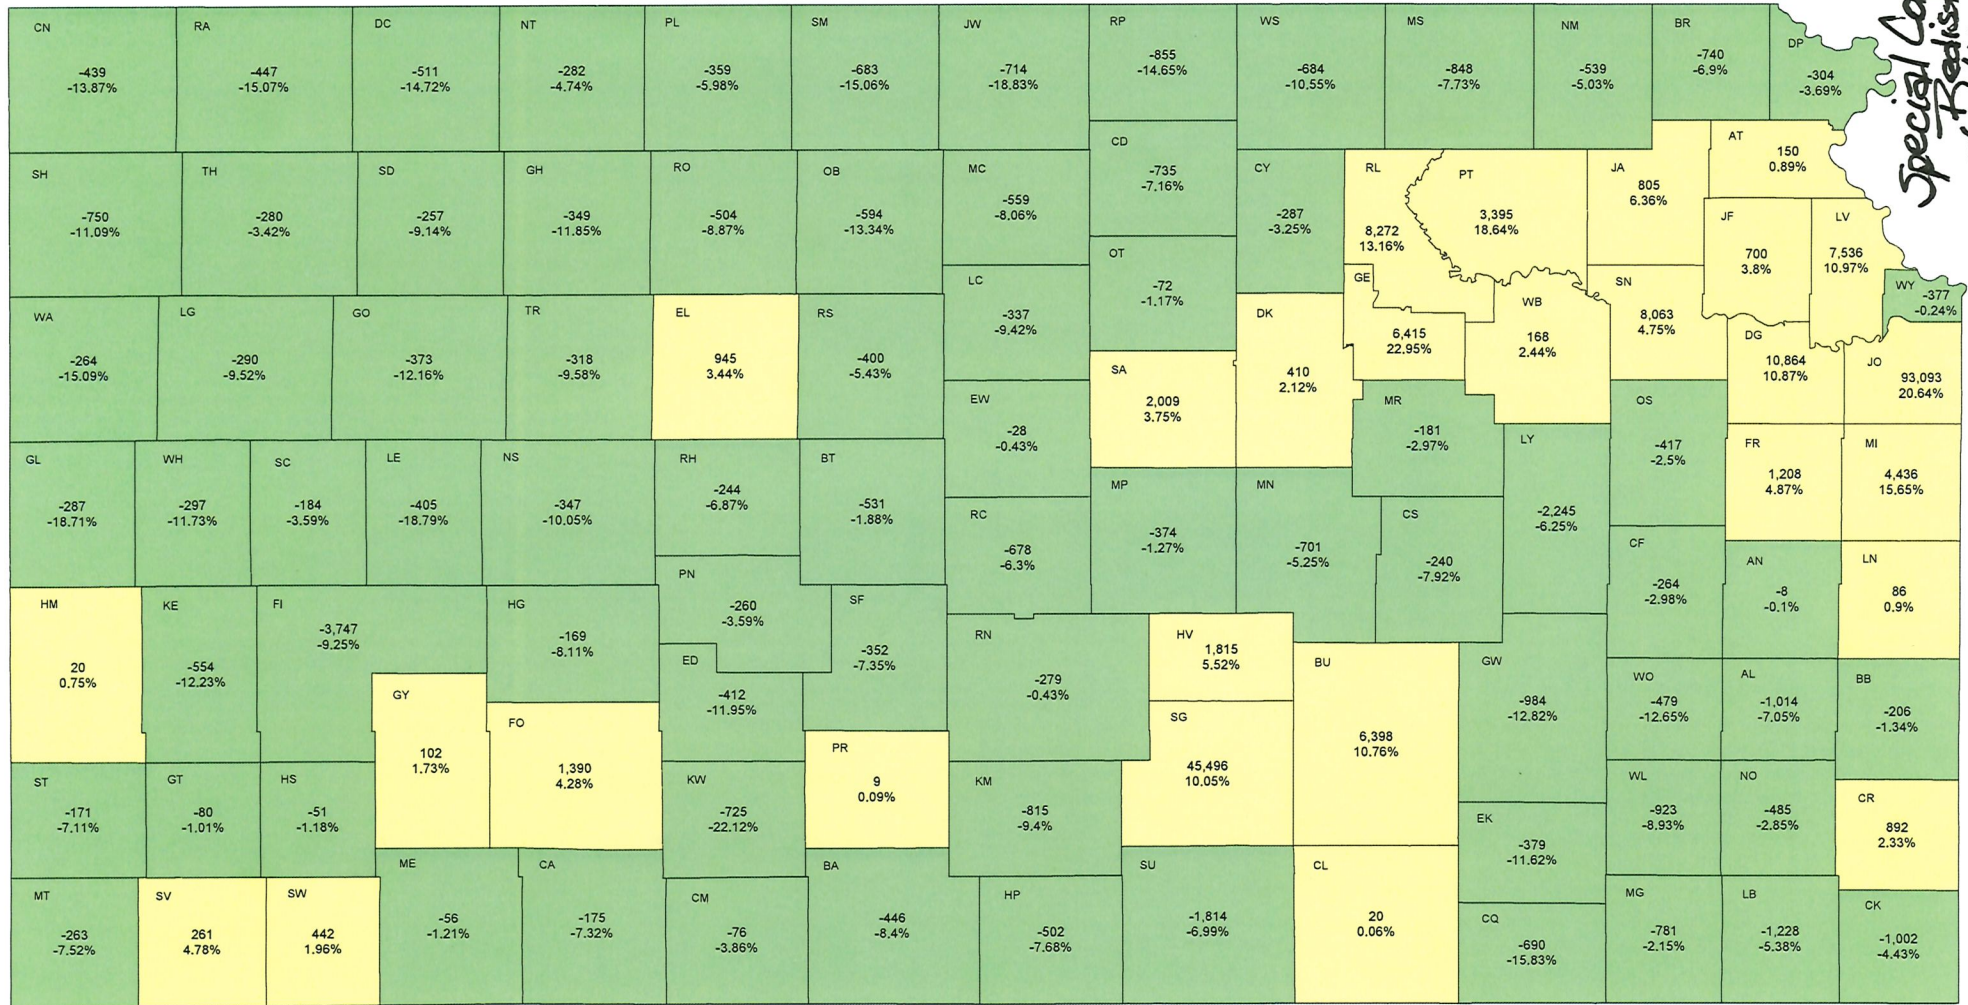 CN
-439
-13.87%
RA
-447
-15.07%
DC
-511
-14.72%
NT
-282
-4.74%
PL
-359
-5.98%
SM
-683
-15.06%
JW
-714
-18.83%
RP
-855
-14.65%
WS
-684
-10.55%
MS
-848
-7.73%
NM
-539
-5.03%
BR
-740
-6.9%
DP
-304
-3.69%
Special
CD
-735
-7.16%
AT
150
0.89%
SH
-750
-11.09%
TH
-280
-3.42%
SD
-257
-9.14%
GH
-349
-11.85%
RO
-504
-8.87%
OB
-594
-13.34%
MC
-559
-8.06%
CY
-287
-3.25%
RL
8,272
13.16%
PT
3,395
18.64%
JA
805
6.36%
JF
700
3.8%
LV
7,536
10.97%
OT
-72
-1.17%
LC
-337
-9.42%
GE
6,415
22.95%
WB
168
2.44%
SN
8,063
4.75%
WY
-377
-0.24%
WA
-264
-15.09%
LG
-290
-9.52%
GO
-373
-12.16%
TR
-318
-9.58%
EL
945
3.44%
RS
-400
-5.43%
DK
410
2.12%
DG
10,864
10.87%
JO
93,093
20.64%
SA
2,009
3.75%
EW
-28
-0.43%
MR
-181
-2.97%
OS
-417
-2.5%
LY
-2,245
-6.25%
FR
1,208
4.87%
MI
4,436
15.65%
GL
-287
-18.71%
WH
-297
-11.73%
SC
-184
-3.59%
LE
-405
-18.79%
NS
-347
-10.05%
RH
-244
-6.87%
BT
-531
-1.88%
RC
-678
-6.3%
MP
-374
-1.27%
MN
-701
-5.25%
CS
-240
-7.92%
CF
-264
-2.98%
AN
-8
-0.1%
LN
86
0.9%
PN
-260
-3.59%
HM
20
0.75%
KE
-554
-12.23%
FI
-3,747
-9.25%
HG
-169
-8.11%
SF
-352
-7.35%
RN
-279
-0.43%
HV
1,815
5.52%
BU
6,398
10.76%
GW
-984
-12.82%
WO
-479
-12.65%
AL
-1,014
-7.05%
BB
-206
-1.34%
ED
-412
-11.95%
GY
102
1.73%
FO
1,390
4.28%
SG
45,496
10.05%
PR
9
0.09%
ST
-171
-7.11%
GT
-80
-1.01%
HS
-51
-1.18%
KW
-725
-22.12%
KM
-815
-9.4%
WL
-923
-8.93%
NO
-485
-2.85%
CR
892
2.33%
EK
-379
-11.62%
ME
-56
-1.21%
CA
-175
-7.32%
BA
-446
-8.4%
SU
-1,814
-6.99%
CL
20
0.06%
MT
-263
-7.52%
SV
261
4.78%
SW
442
1.96%
CM
-76
-3.86%
HP
-502
-7.68%
CQ
-690
-15.83%
MG
-781
-2.15%
LB
-1,228
-5.38%
CK
-1,002
-4.43%